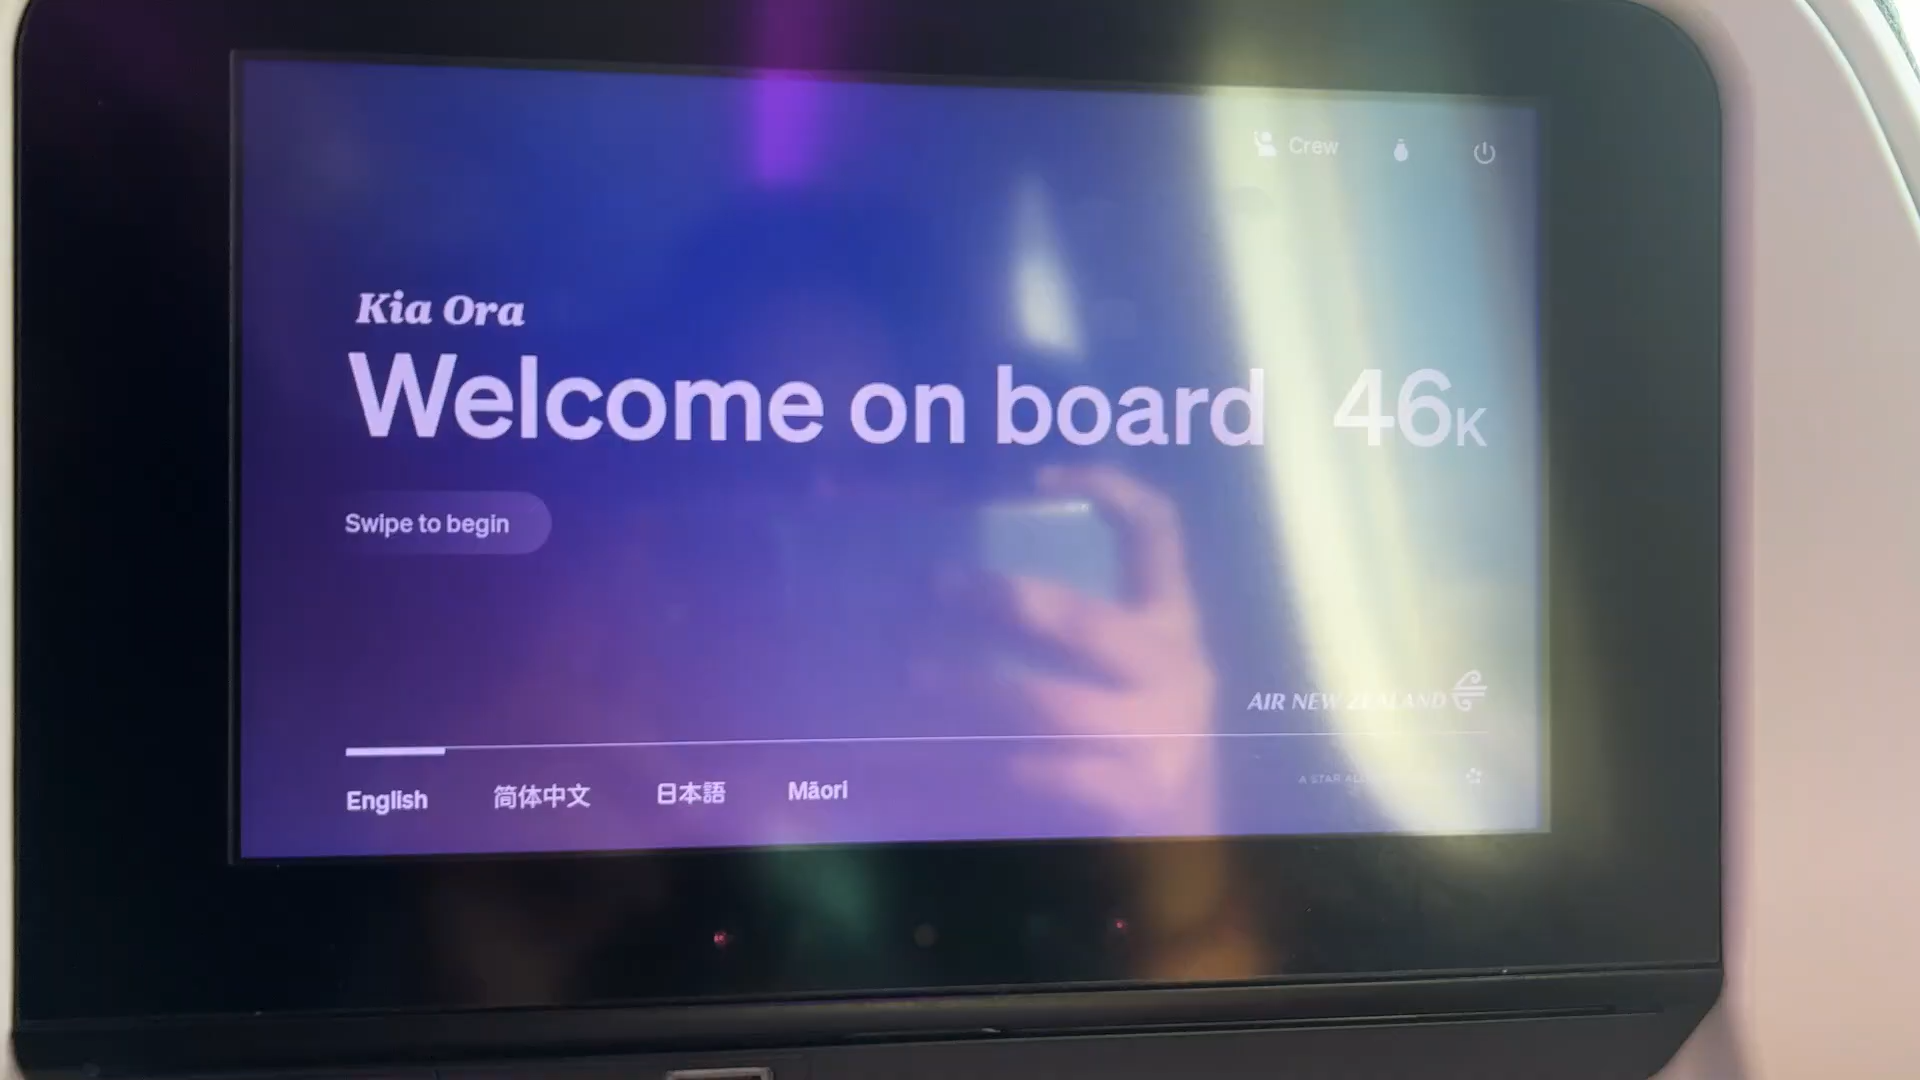 Crew
Kia Ora
Welcome on board 46K
Swipe to begin
AIR NEW ZEALAND
English 简体中文 日本語 Māori
A STAR